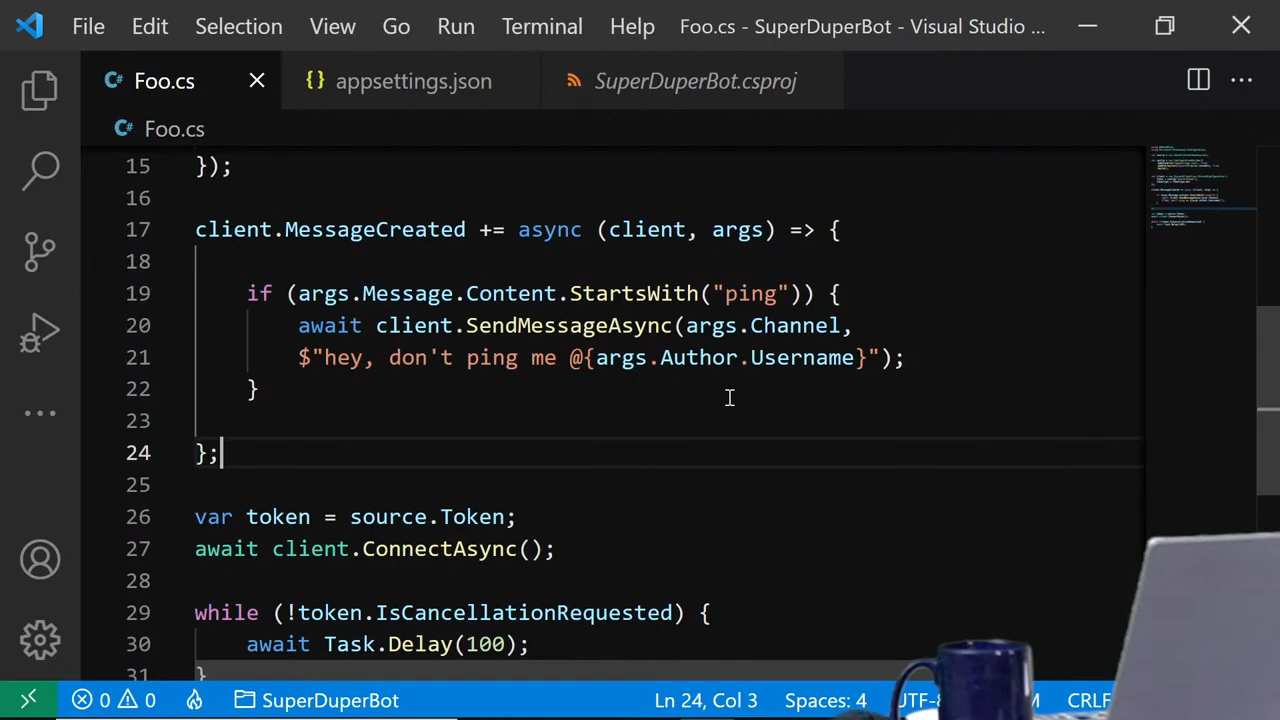 File Edit Selection View Go Run Terminal Help Foo.cs - SuperDuperBot - Visual Studio ...
Foo.cs appsettings.json SuperDuperBot.csproj
Foo.cs
15 });
16
17 client.MessageCreated += async (client, args) => {
18
19 if (args.Message.Content.StartsWith("ping")) {
20 await client.SendMessageAsync(args.Channel,
21 $"hey, don't ping me @{args.Author.Username}");
22 }
23
24 };
25
26 var token = source.Token;
27 await client.ConnectAsync();
28
29 while (!token.IsCancellationRequested) {
30 await Task.Delay(100);
31 }
0 0 SuperDuperBot Ln 24, Col 3 Spaces: 4 CRLF